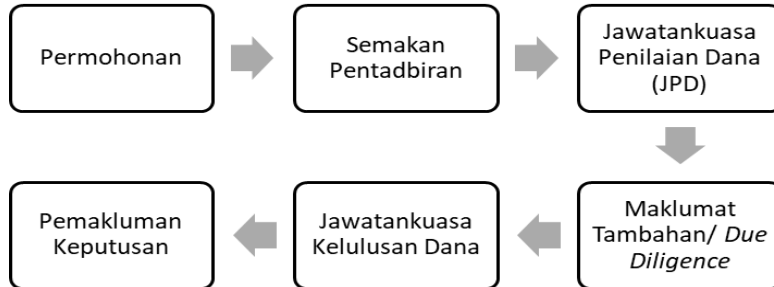 Permohonan
Semakan
Pentadbiran
Jawatankuasa
Penilaian Dana
(JPD)
Maklumat
Tambahan/ Due
Diligence
Jawatankuasa
Kelulusan Dana
Pemakluman
Keputusan